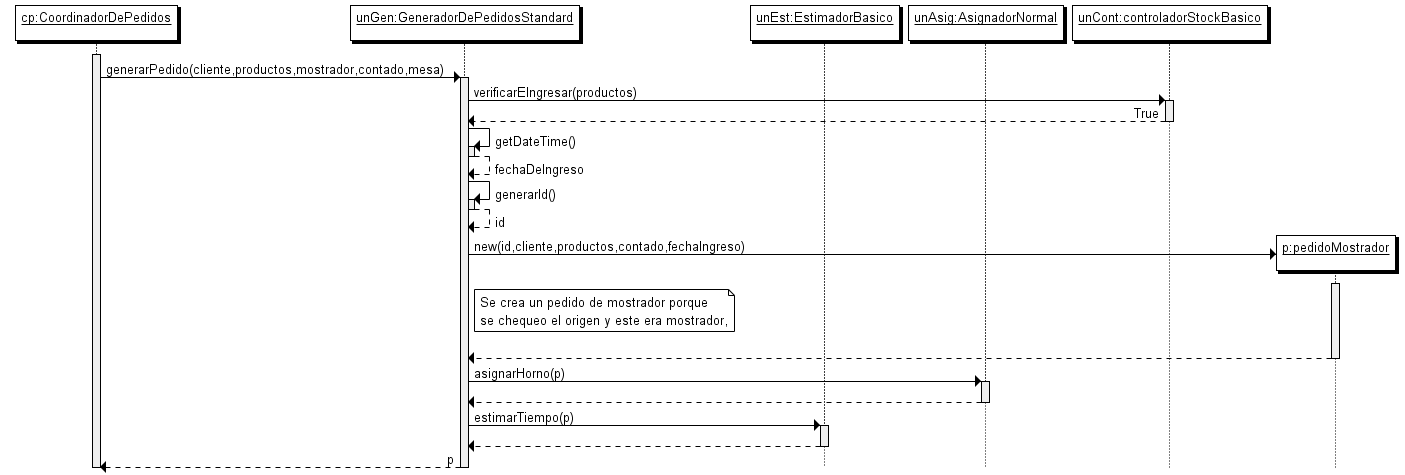 cp:CoordinadorDePedidos
unGen:GeneradorDePedidosStandard
unEst:EstimadorBasico
unAsig:AsignadorNormal
unCont:controladorStockBasico
generarPedido(cliente,productos,mostrador,contado,mesa)
verificarEIngresar(productos)
True
getDateTime()
fechaDeIngreso
generarId()
id
new(id,cliente,productos,contado,fechaIngreso)
p:pedidoMostrador
Se crea un pedido de mostrador porque
se chequeo el origen y este era mostrador,
asignarHorno(p)
estimarTiempo(p)
p